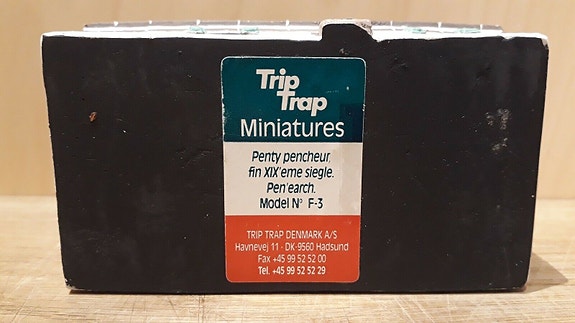 Trip
Trap
Miniatures
Penty pencheur,
fin XIX'eme siegle.
Pen'earch.
Model N° F-3
TRIP TRAP DENMARK A/S
Havnevej 11 · DK-9560 Hadsund
Fax +45 99 52 52 00
Tel. +45 99 52 52 29